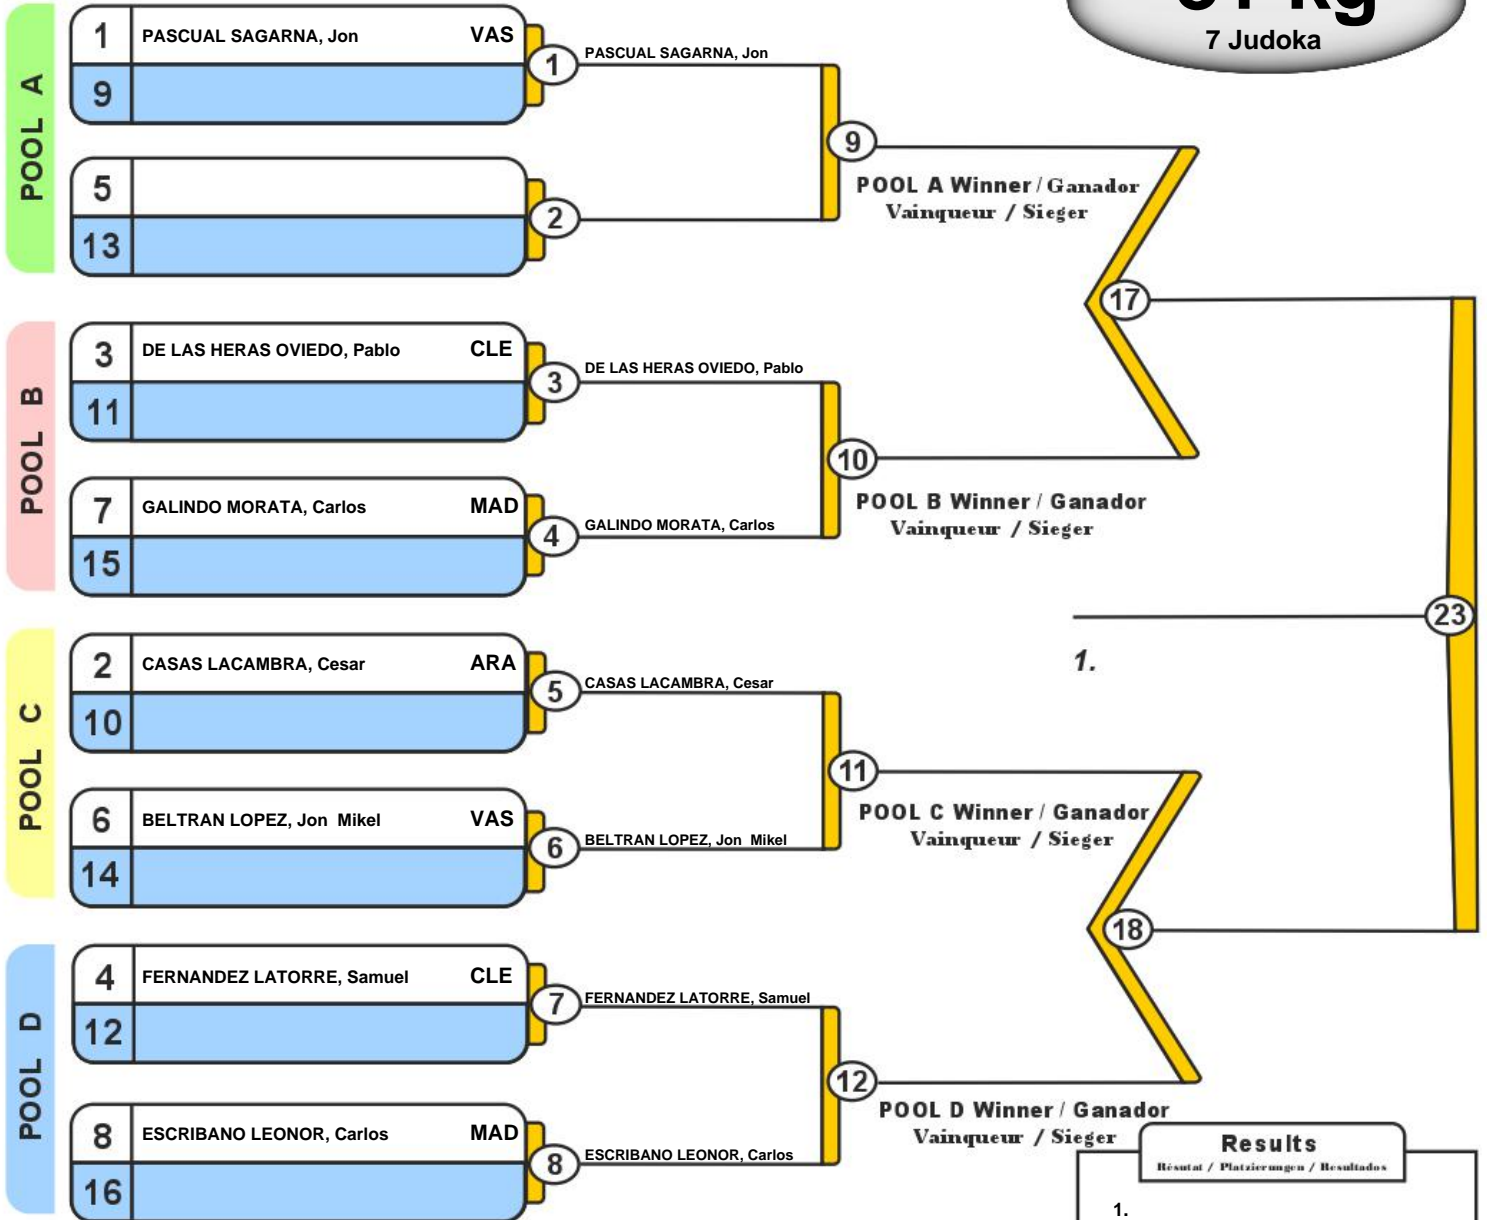 7 Judoka
POOL A
1 PASCUAL SAGARNA, Jon VAS
9
1
PASCUAL SAGARNA, Jon
5
13
2
9
POOL A Winner / Ganador
Vainqueur / Sieger
17
POOL B
3 DE LAS HERAS OVIEDO, Pablo CLE
11
3
DE LAS HERAS OVIEDO, Pablo
7 GALINDO MORATA, Carlos MAD
15
4
GALINDO MORATA, Carlos
10
POOL B Winner / Ganador
Vainqueur / Sieger
23
1.
POOL C
2 CASAS LACAMBRA, Cesar ARA
10
5
CASAS LACAMBRA, Cesar
6 BELTRAN LOPEZ, Jon Mikel VAS
14
6
BELTRAN LOPEZ, Jon Mikel
11
POOL C Winner / Ganador
Vainqueur / Sieger
18
POOL D
4 FERNANDEZ LATORRE, Samuel CLE
12
7
FERNANDEZ LATORRE, Samuel
8 ESCRIBANO LEONOR, Carlos MAD
16
8
ESCRIBANO LEONOR, Carlos
12
POOL D Winner / Ganador
Vainqueur / Sieger
Results
Résutat / Platzierungen / Resultados
1.